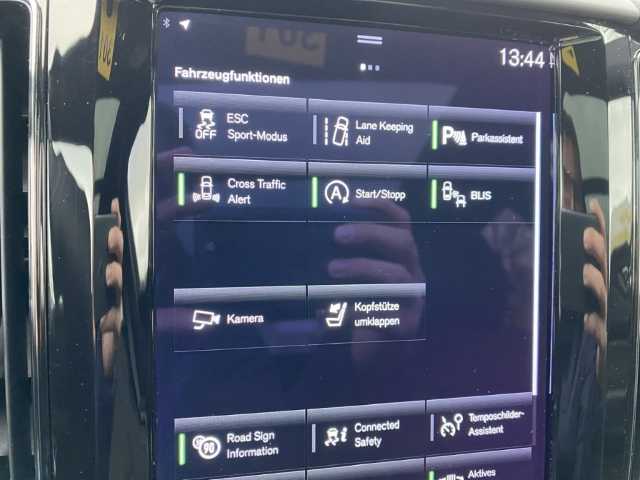 13:44
Fahrzeugfunktionen
ESC
OFF Sport-Modus
Lane Keeping
Aid
P Parkassistent
Cross Traffic
Alert
A Start/Stopp
BLIS
Kamera
Kopfstütze
umklappen
90 Road Sign
Information
Connected
Safety
Temposchilder-
Assistent
Aktives